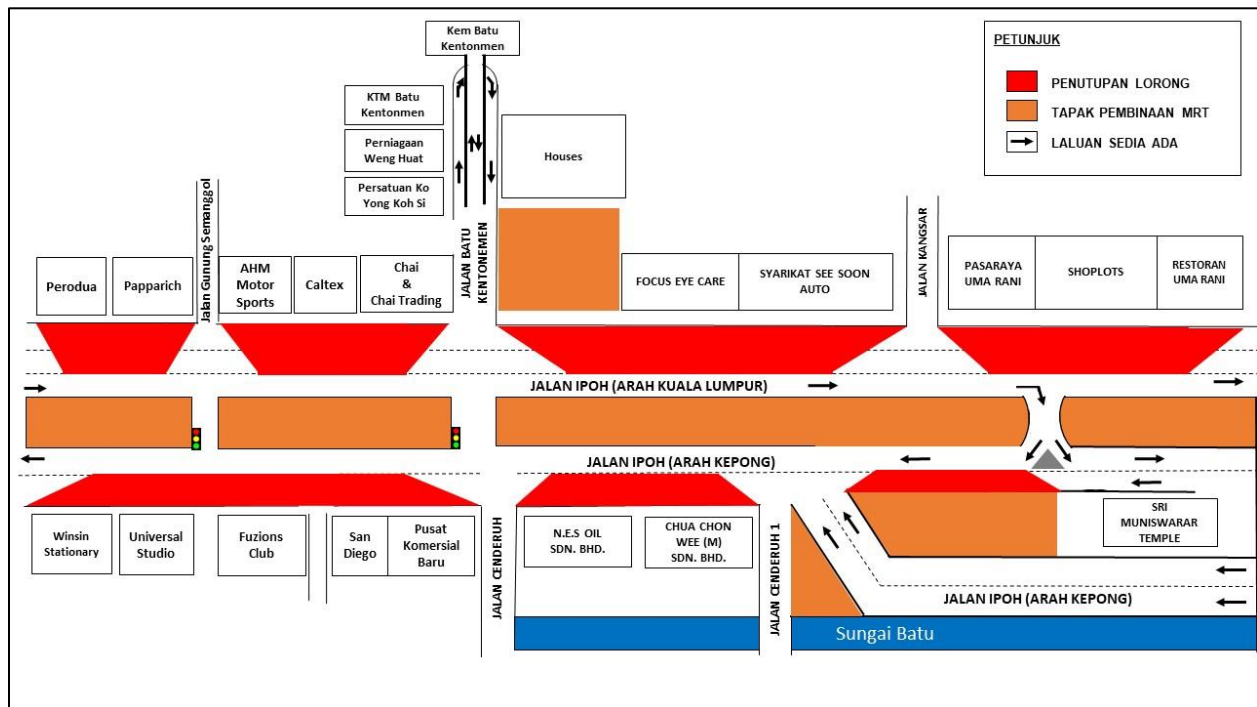 Kem Batu
Kentonmen
PETUNJUK
PENUTUPAN LORONG
TAPAK PEMBINAAN MRT
LALUAN SEDIA ADA
KTM Batu
Kentonmen
Perniagaan
Weng Huat
Persatuan Ko
Yong Koh Si
Houses
Jalan Gunung Semanggol
JALAN BATU
KENTONEMEN
JALAN KANGSAR
Perodua
Papparich
AHM
Motor
Sports
Caltex
Chai
&
Chai Trading
FOCUS EYE CARE
SYARIKAT SEE SOON
AUTO
PASARAYA
UMA RANI
SHOPLOTS
RESTORAN
UMA RANI
JALAN IPOH (ARAH KUALA LUMPUR)
JALAN IPOH (ARAH KEPONG)
Winsin
Stationary
Universal
Studio
Fuzions
Club
San
Diego
Pusat
Komersial
Baru
JALAN CENDERUH
N.E.S OIL
SDN. BHD.
CHUA CHON
WEE (M)
SDN. BHD.
JALAN CENDERUH 1
SRI
MUNISWARAR
TEMPLE
JALAN IPOH (ARAH KEPONG)
Sungai Batu